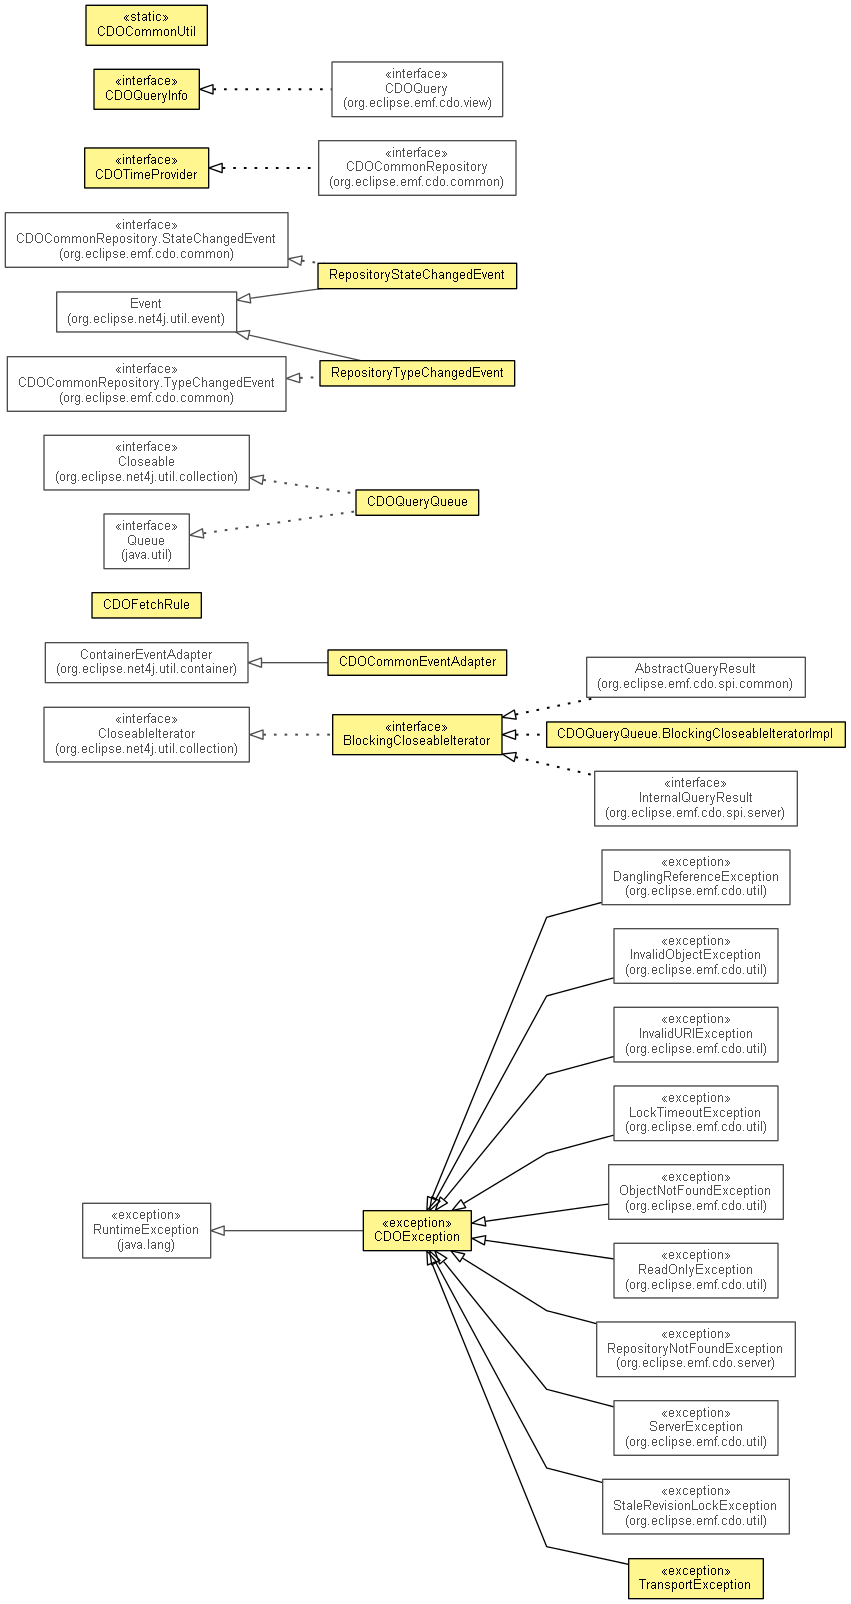 «static»
CDOCommonUtil
«interface»
CDOQueryInfo
«interface»
CDOQuery
(org.eclipse.emf.cdo.view)
«interface»
CDOTimeProvider
«interface»
CDOCommonRepository
(org.eclipse.emf.cdo.common)
«interface»
CDOCommonRepository.StateChangedEvent
(org.eclipse.emf.cdo.common)
RepositoryStateChangedEvent
Event
(org.eclipse.net4j.util.event)
«interface»
CDOCommonRepository.TypeChangedEvent
(org.eclipse.emf.cdo.common)
RepositoryTypeChangedEvent
«interface»
Closeable
(org.eclipse.net4j.util.collection)
CDOQueryQueue
«interface»
Queue
(java.util)
CDOFetchRule
ContainerEventAdapter
(org.eclipse.net4j.util.container)
CDOCommonEventAdapter
AbstractQueryResult
(org.eclipse.emf.cdo.spi.common)
«interface»
CloseableIterator
(org.eclipse.net4j.util.collection)
«interface»
BlockingCloseableIterator
CDOQueryQueue.BlockingCloseableIteratorImpl
«interface»
InternalQueryResult
(org.eclipse.emf.cdo.spi.server)
«exception»
DanglingReferenceException
(org.eclipse.emf.cdo.util)
«exception»
InvalidObjectException
(org.eclipse.emf.cdo.util)
«exception»
InvalidURIException
(org.eclipse.emf.cdo.util)
«exception»
LockTimeoutException
(org.eclipse.emf.cdo.util)
«exception»
ObjectNotFoundException
(org.eclipse.emf.cdo.util)
«exception»
RuntimeException
(java.lang)
«exception»
CDOException
«exception»
ReadOnlyException
(org.eclipse.emf.cdo.util)
«exception»
RepositoryNotFoundException
(org.eclipse.emf.cdo.server)
«exception»
ServerException
(org.eclipse.emf.cdo.util)
«exception»
StaleRevisionLockException
(org.eclipse.emf.cdo.util)
«exception»
TransportException